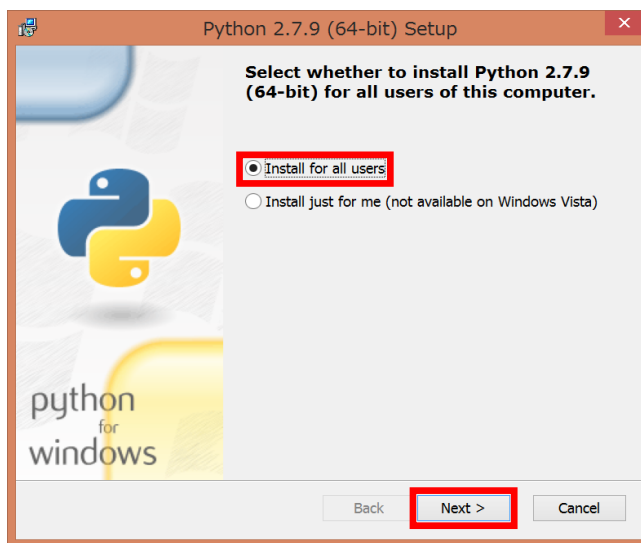 Python 2.7.9 (64-bit) Setup
Select whether to install Python 2.7.9
(64-bit) for all users of this computer.
Install for all users
Install just for me (not available on Windows Vista)
python
for
windows
Back
Next >
Cancel